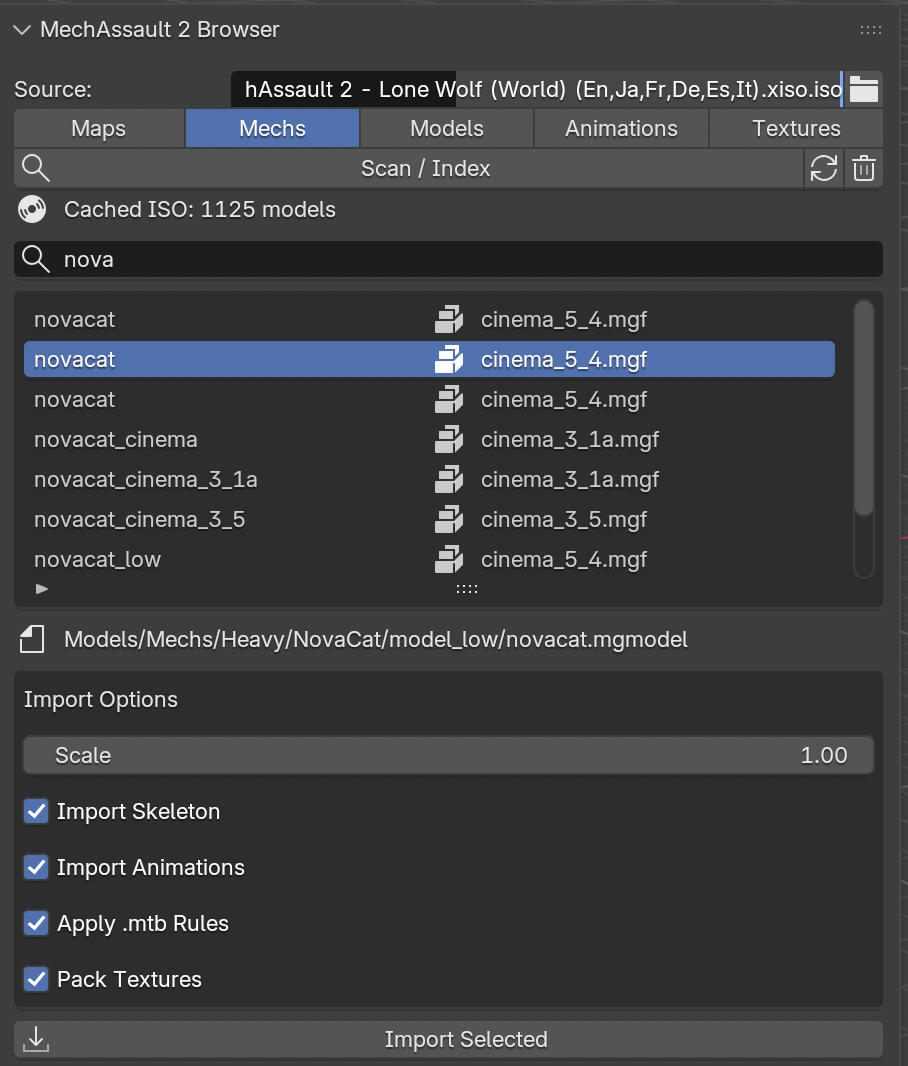 MechAssault 2 Browser
Source: hAssault 2 - Lone Wolf (World) (En,Ja,Fr,De,Es,It).xiso.iso
Maps Mechs Models Animations Textures
Scan / Index
Cached ISO: 1125 models
nova
novacat cinema_5_4.mgf
novacat cinema_5_4.mgf
novacat cinema_5_4.mgf
novacat_cinema cinema_3_1a.mgf
novacat_cinema_3_1a cinema_3_1a.mgf
novacat_cinema_3_5 cinema_3_5.mgf
novacat_low cinema_5_4.mgf
Models/Mechs/Heavy/NovaCat/model_low/novacat.mgmodel
Import Options
Scale 1.00
Import Skeleton
Import Animations
Apply .mtb Rules
Pack Textures
Import Selected